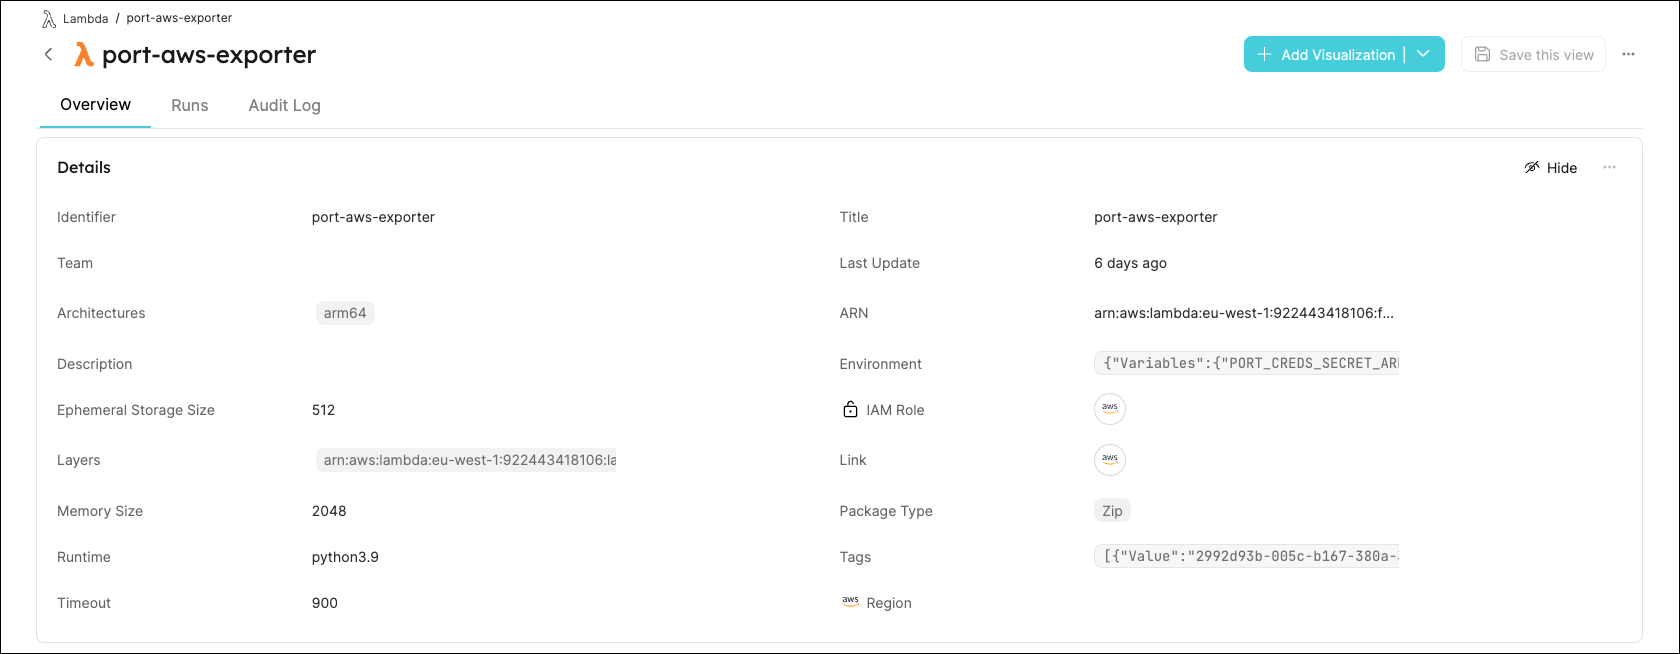 Lambda / port-aws-exporter
port-aws-exporter
Add Visualization
Save this view
Overview Runs Audit Log
Details
Hide
Identifier port-aws-exporter Title port-aws-exporter
Team Last Update 6 days ago
Architectures arm64 ARN arn:aws:lambda:eu-west-1:922443418106:f...
Description Environment {"Variables":{"PORT_CREDS_SECRET_AR
Ephemeral Storage Size 512 IAM Role aws
Layers arn:aws:lambda:eu-west-1:922443418106:la Link aws
Memory Size 2048 Package Type Zip
Runtime python3.9 Tags [{"Value":"2992d93b-005c-b167-380a-
Timeout 900 aws Region